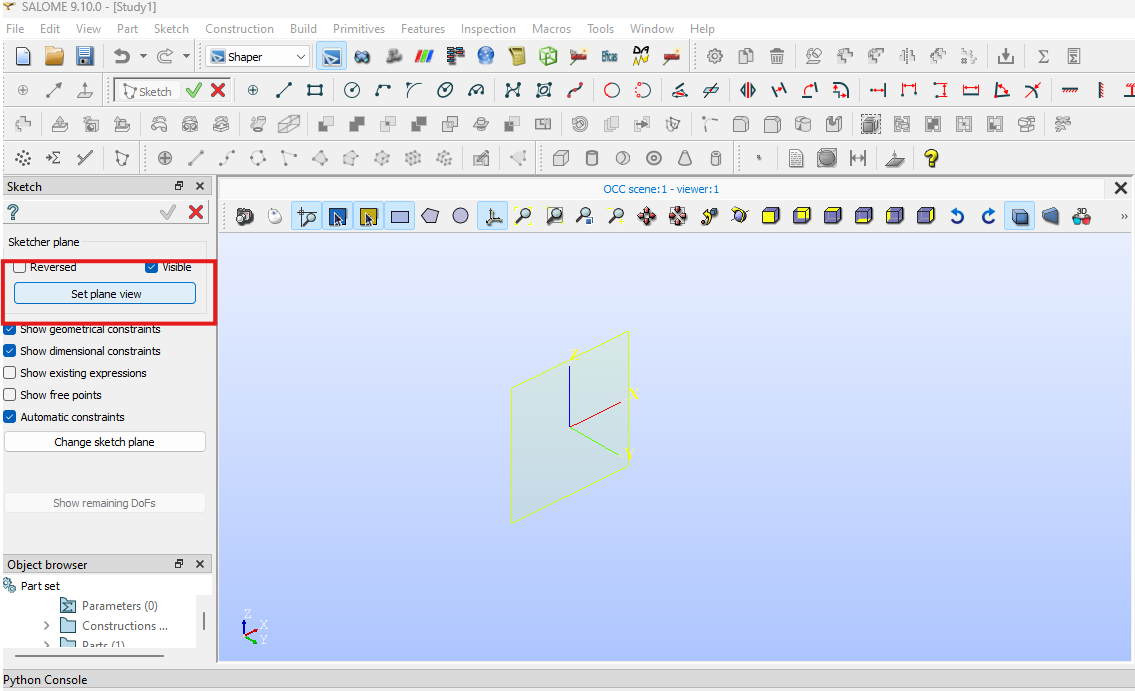 SALOME 9.10.0 - [Study1]
File Edit View Part Sketch Construction Build Primitives Features Inspection Macros Tools Window Help
Shaper
Eficas
Sketch
Sketch
OCC scene:1 - viewer:1
3D
Sketcher plane
Reversed Visible
Set plane view
Show geometrical constraints
Show dimensional constraints
Show existing expressions
Show free points
Automatic constraints
Change sketch plane
Show remaining DoFs
Z
X
Y
Object browser
Part set
Parameters (0)
Constructions ...
Parts (1)
Z
X
Y
Python Console